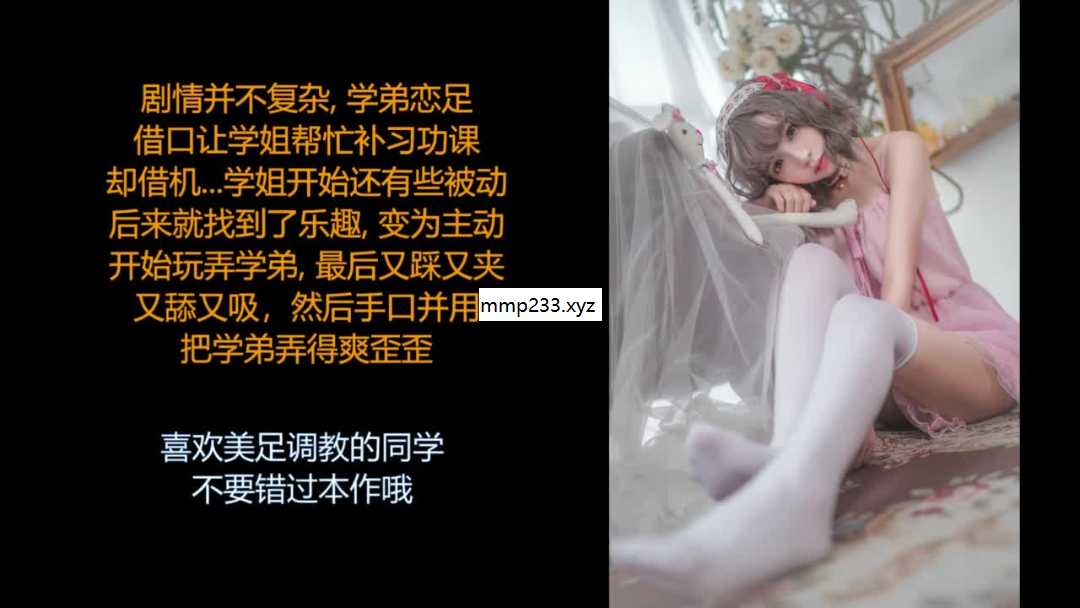 剧情并不复杂, 学弟恋足
借口让学姐帮忙补习功课
却借机...学姐开始还有些被动
后来就找到了乐趣, 变为主动
开始玩弄学弟, 最后又踩又夹
又舔又吸，然后手口并用
mmp233.xyz
把学弟弄得爽歪歪
喜欢美足调教的同学
不要错过本作哦